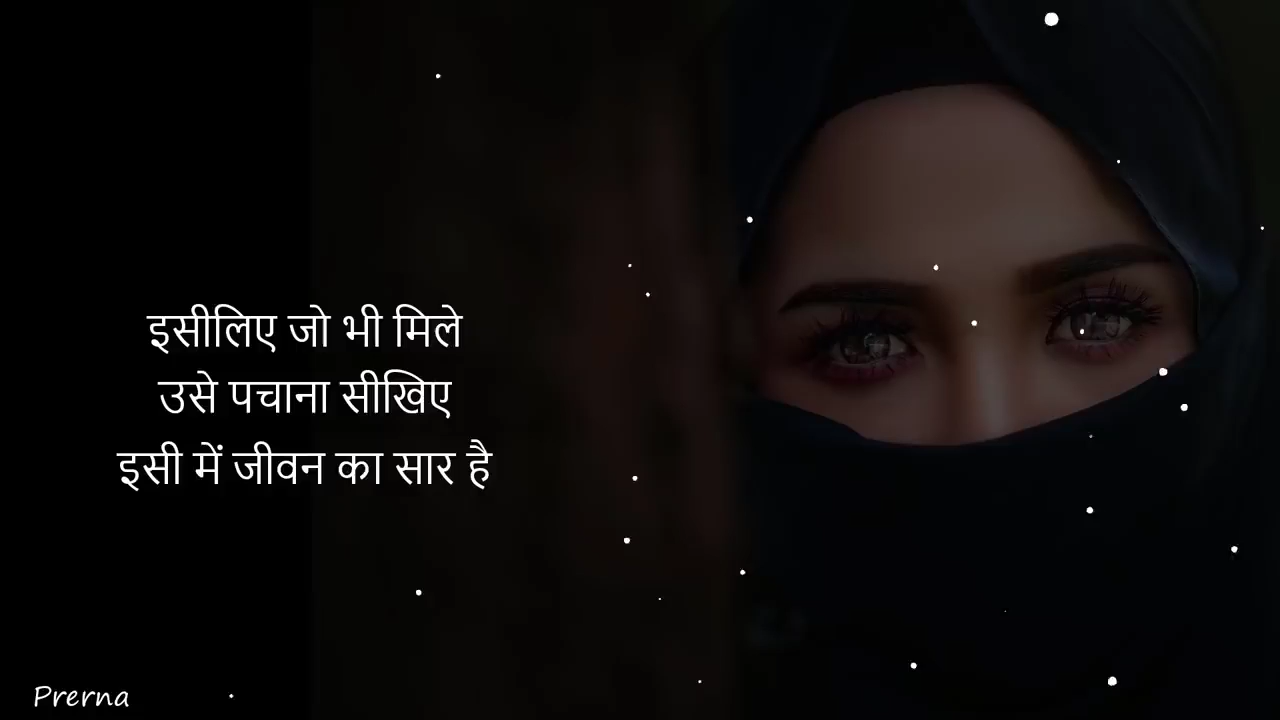 इसीलिए जो भी मिले
उसे पचाना सीखिए
इसी में जीवन का सार है
Prerna